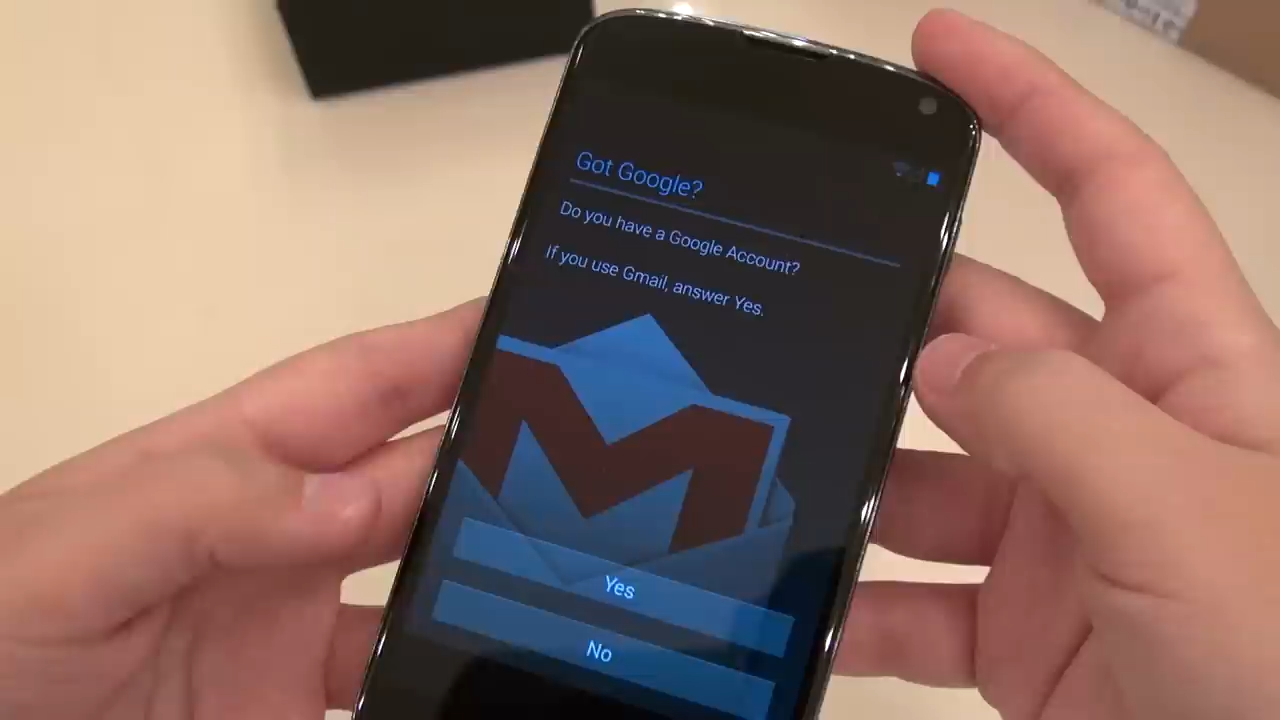 Got Google?
Do you have a Google Account?
If you use Gmail, answer Yes.
Yes
No